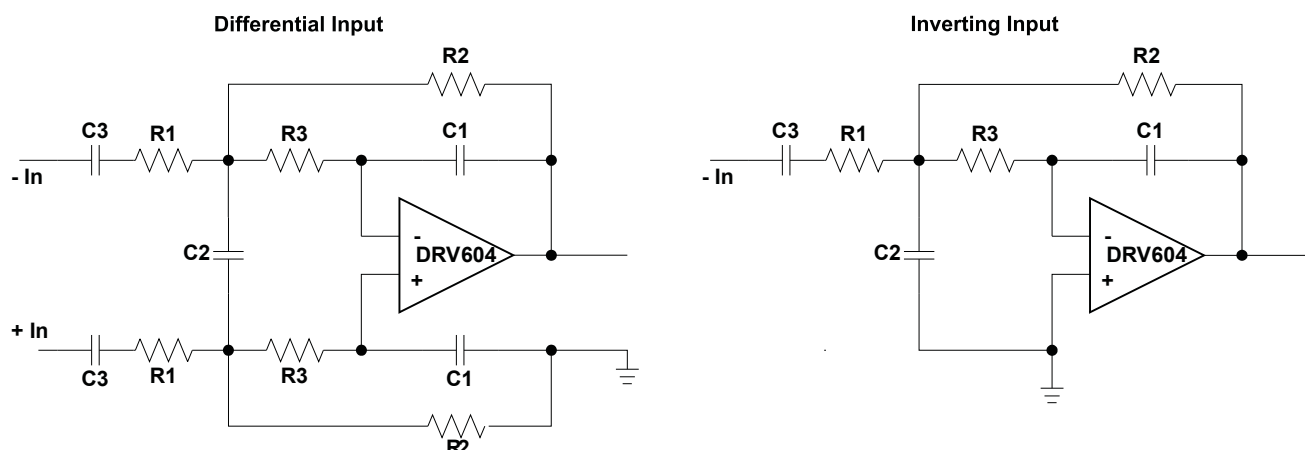 Differential Input
R2
C3
R1
R3
C1
- In
C2
-
DRV604
+
+ In
C3
R1
R3
C1
R2
Inverting Input
R2
C3
R1
R3
C1
- In
C2
-
DRV604
+